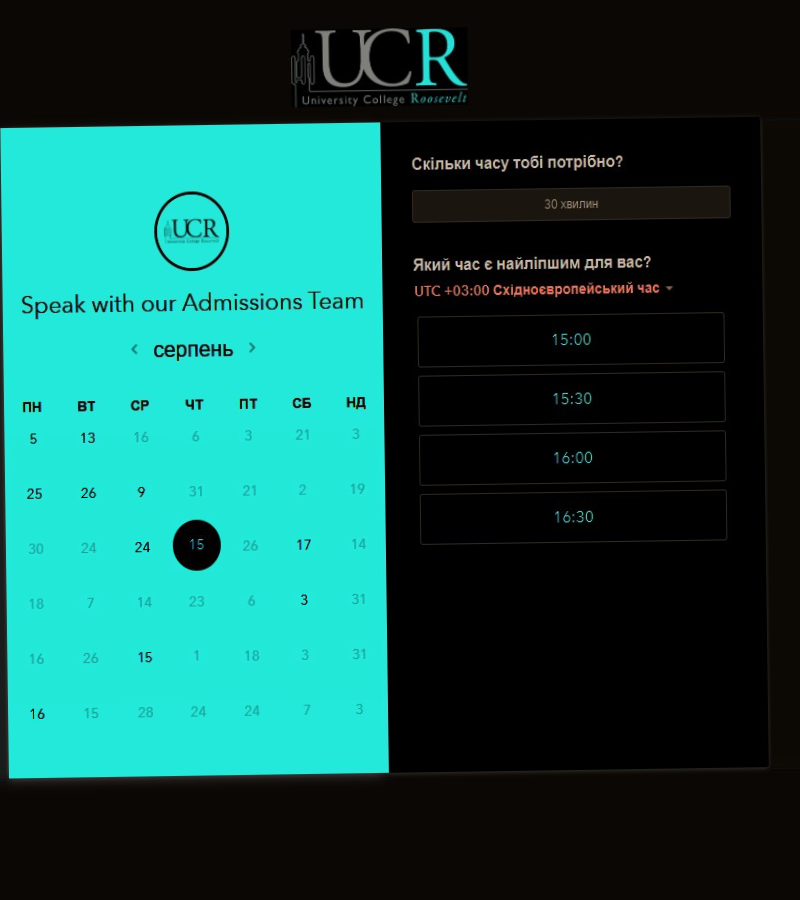 UCR
University College Roosevelt
UCR
University College Roosevelt
Speak with our Admissions Team
серпень
ПН ВТ СР ЧТ ПТ СБ НД
5 13 16 6 3 21 3
25 26 9 31 21 2 19
30 24 24 15 26 17 14
18 7 14 23 6 3 31
16 26 15 1 18 3 31
16 15 28 24 24 7 3
Скільки часу тобі потрібно?
30 хвилин
Який час є найліпшим для вас?
UTC +03:00 Східноєвропейський час
15:00
15:30
16:00
16:30